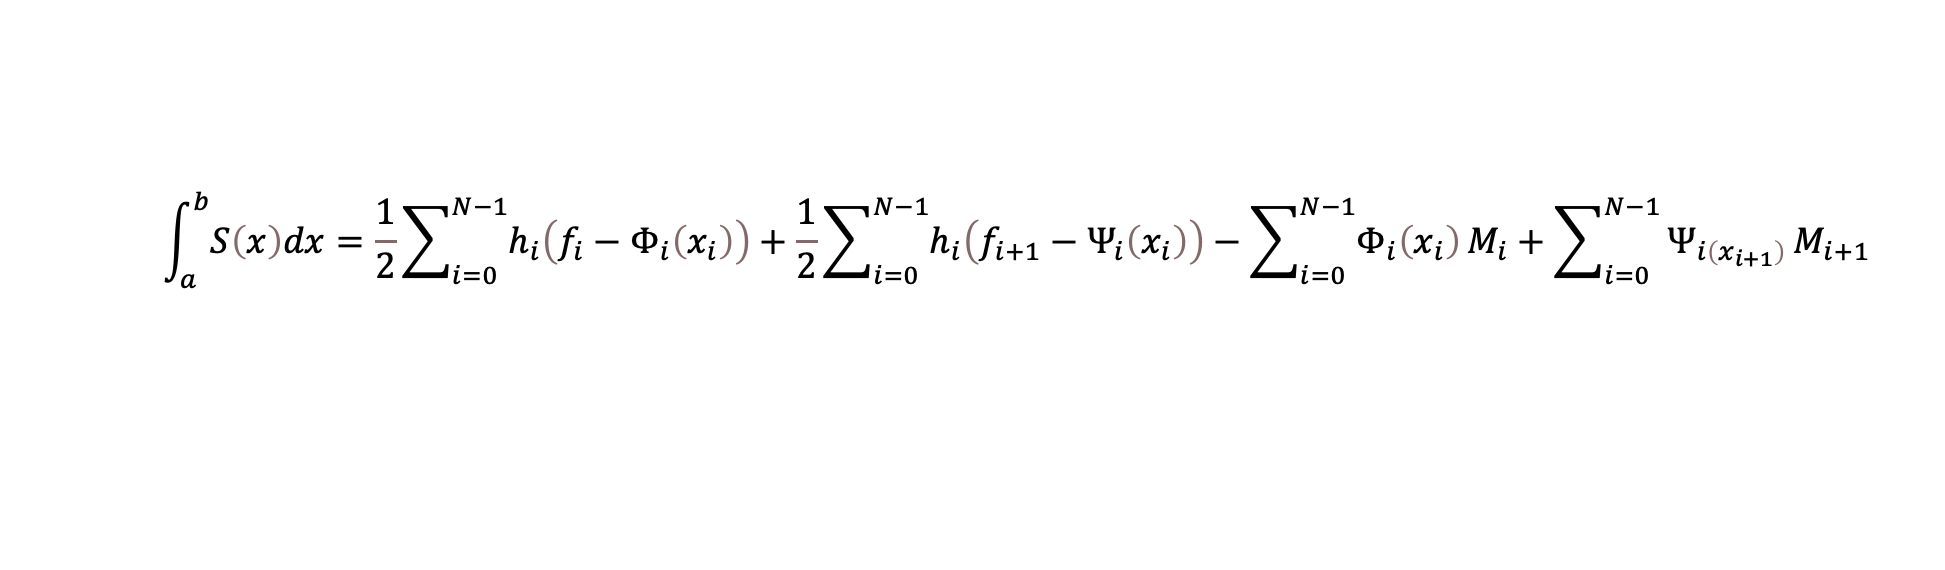 ∫_a^b S(x)dx = 1/2 ∑_{i=0}^{N−1} h_i(f_i − Φ_i(x_i)) + 1/2 ∑_{i=0}^{N−1} h_i(f_{i+1} − Ψ_i(x_i)) − ∑_{i=0}^{N−1} Φ_i(x_i) M_i + ∑_{i=0}^{N−1} Ψ_{i(x_{i+1})} M_{i+1}